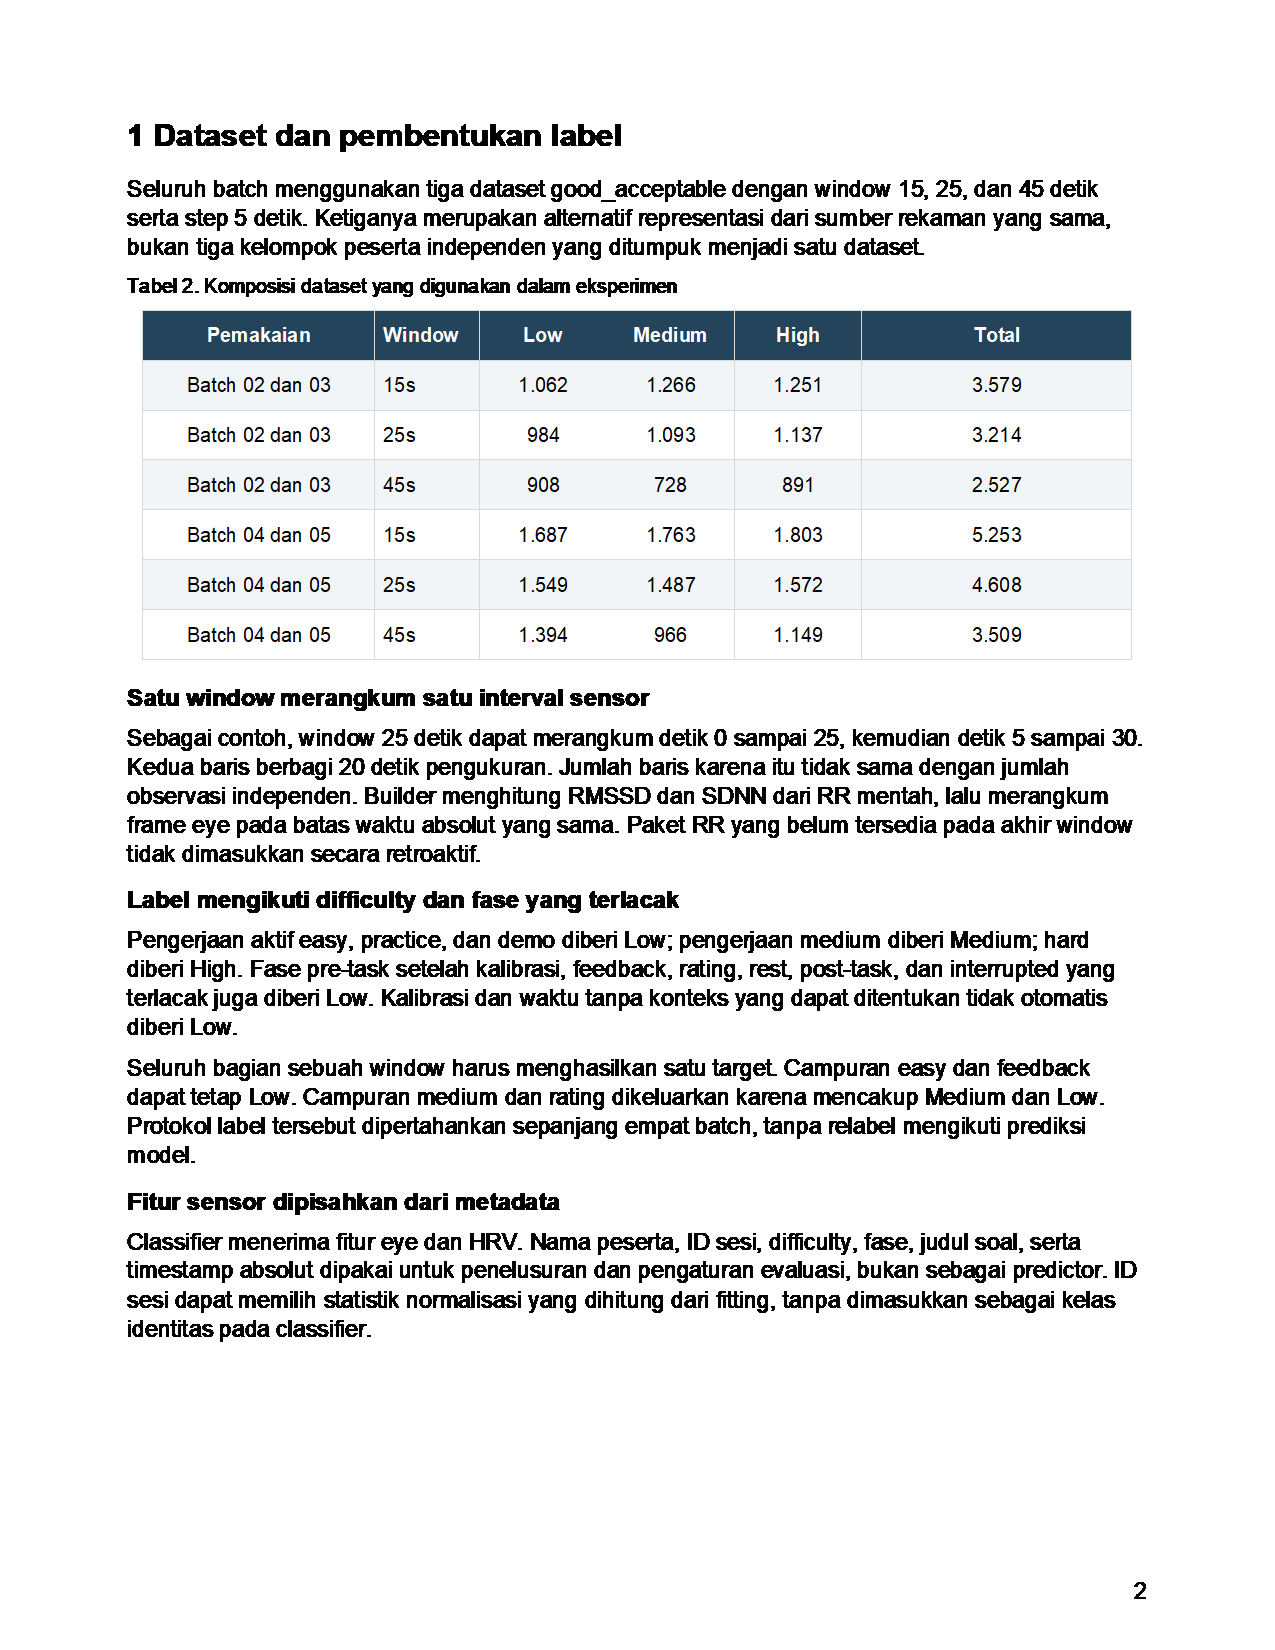 1 Dataset dan pembentukan label
Seluruh batch menggunakan tiga dataset good_acceptable dengan window 15, 25, dan 45 detik
serta step 5 detik. Ketiganya merupakan alternatif representasi dari sumber rekaman yang sama,
bukan tiga kelompok peserta independen yang ditumpuk menjadi satu dataset.
Tabel 2. Komposisi dataset yang digunakan dalam eksperimen
Pemakaian Window Low Medium High Total
Batch 02 dan 03 15s 1.062 1.266 1.251 3.579
Batch 02 dan 03 25s 984 1.093 1.137 3.214
Batch 02 dan 03 45s 908 728 891 2.527
Batch 04 dan 05 15s 1.687 1.763 1.803 5.253
Batch 04 dan 05 25s 1.549 1.487 1.572 4.608
Batch 04 dan 05 45s 1.394 966 1.149 3.509
Satu window merangkum satu interval sensor
Sebagai contoh, window 25 detik dapat merangkum detik 0 sampai 25, kemudian detik 5 sampai 30.
Kedua baris berbagi 20 detik pengukuran. Jumlah baris karena itu tidak sama dengan jumlah
observasi independen. Builder menghitung RMSSD dan SDNN dari RR mentah, lalu merangkum
frame eye pada batas waktu absolut yang sama. Paket RR yang belum tersedia pada akhir window
tidak dimasukkan secara retroaktif.
Label mengikuti difficulty dan fase yang terlacak
Pengerjaan aktif easy, practice, dan demo diberi Low; pengerjaan medium diberi Medium; hard
diberi High. Fase pre-task setelah kalibrasi, feedback, rating, rest, post-task, dan interrupted yang
terlacak juga diberi Low. Kalibrasi dan waktu tanpa konteks yang dapat ditentukan tidak otomatis
diberi Low.
Seluruh bagian sebuah window harus menghasilkan satu target. Campuran easy dan feedback
dapat tetap Low. Campuran medium dan rating dikeluarkan karena mencakup Medium dan Low.
Protokol label tersebut dipertahankan sepanjang empat batch, tanpa relabel mengikuti prediksi
model.
Fitur sensor dipisahkan dari metadata
Classifier menerima fitur eye dan HRV. Nama peserta, ID sesi, difficulty, fase, judul soal, serta
timestamp absolut dipakai untuk penelusuran dan pengaturan evaluasi, bukan sebagai predictor. ID
sesi dapat memilih statistik normalisasi yang dihitung dari fitting, tanpa dimasukkan sebagai kelas
identitas pada classifier.
2